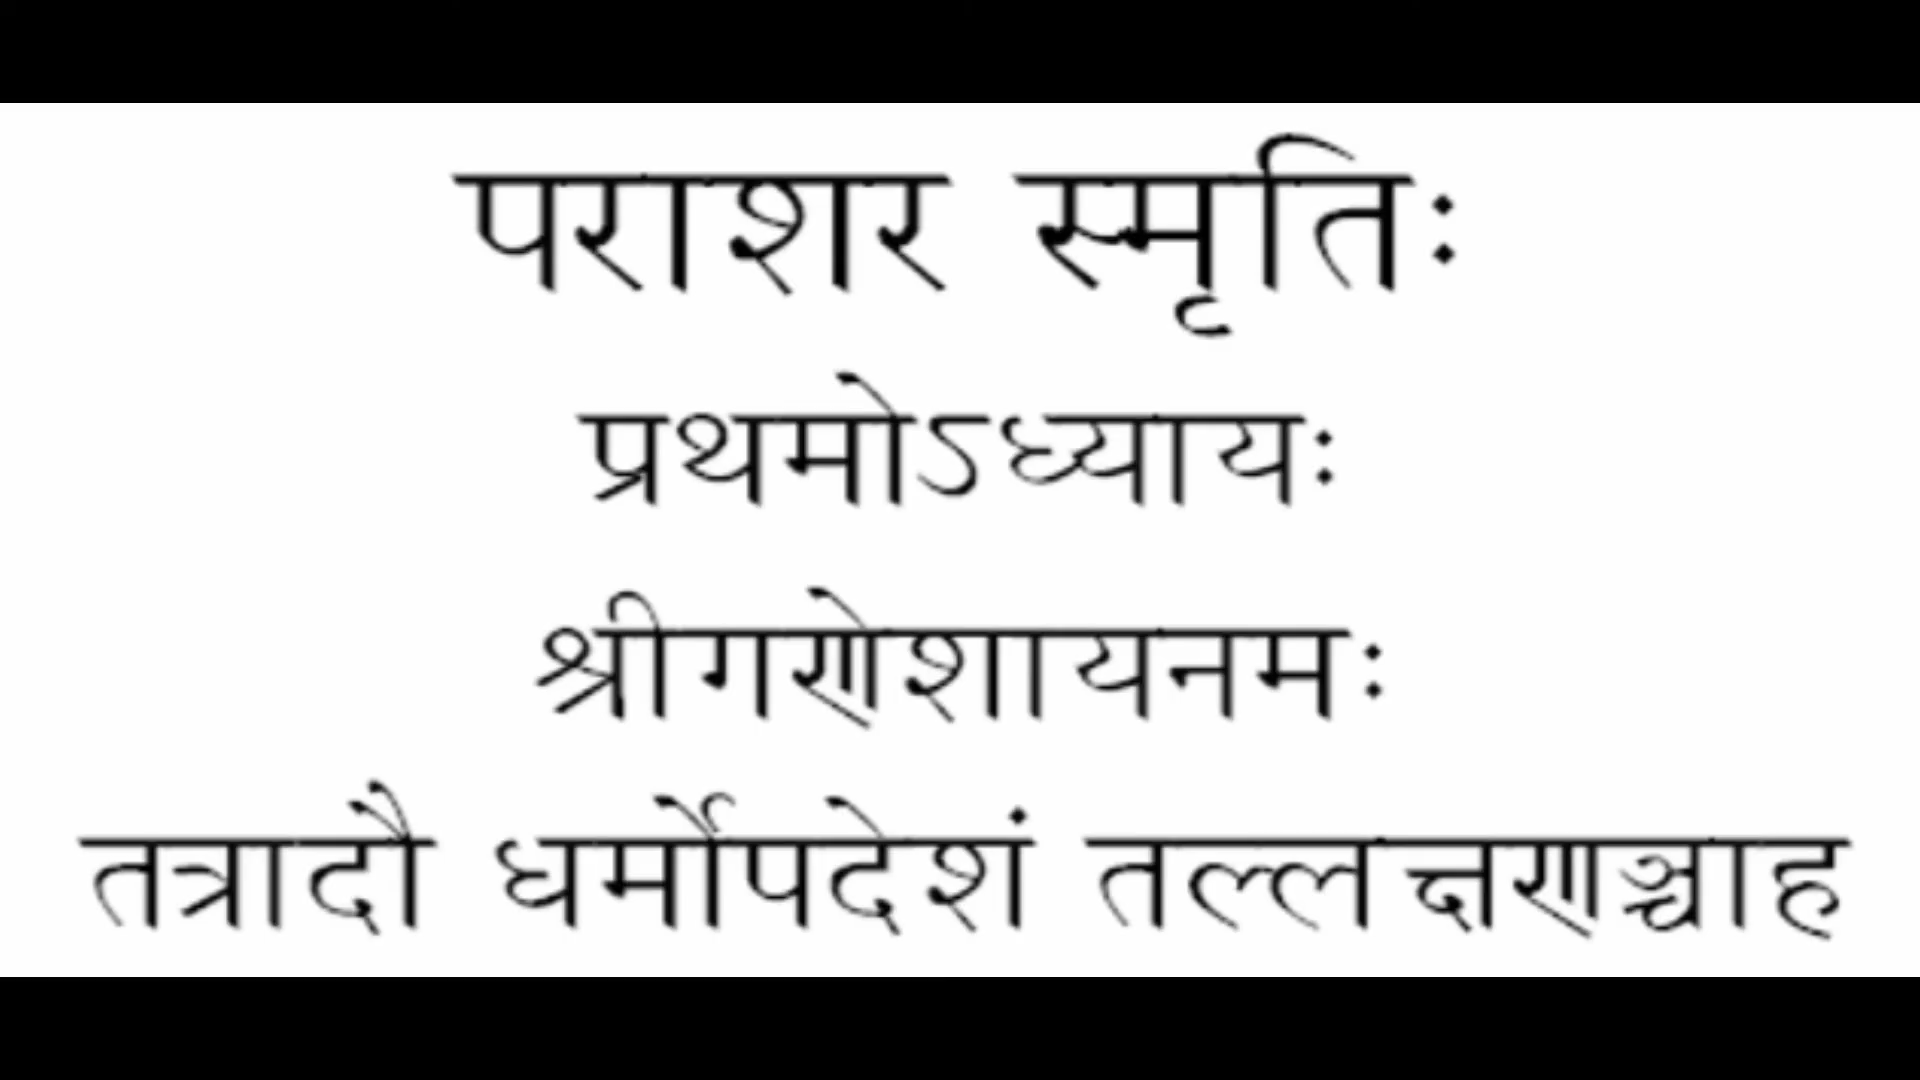 पराशर स्मृतिः
प्रथमोऽध्यायः
श्रीगणेशायनमः
तत्रादौ धर्मोपदेशं तल्लक्षणञ्चाह